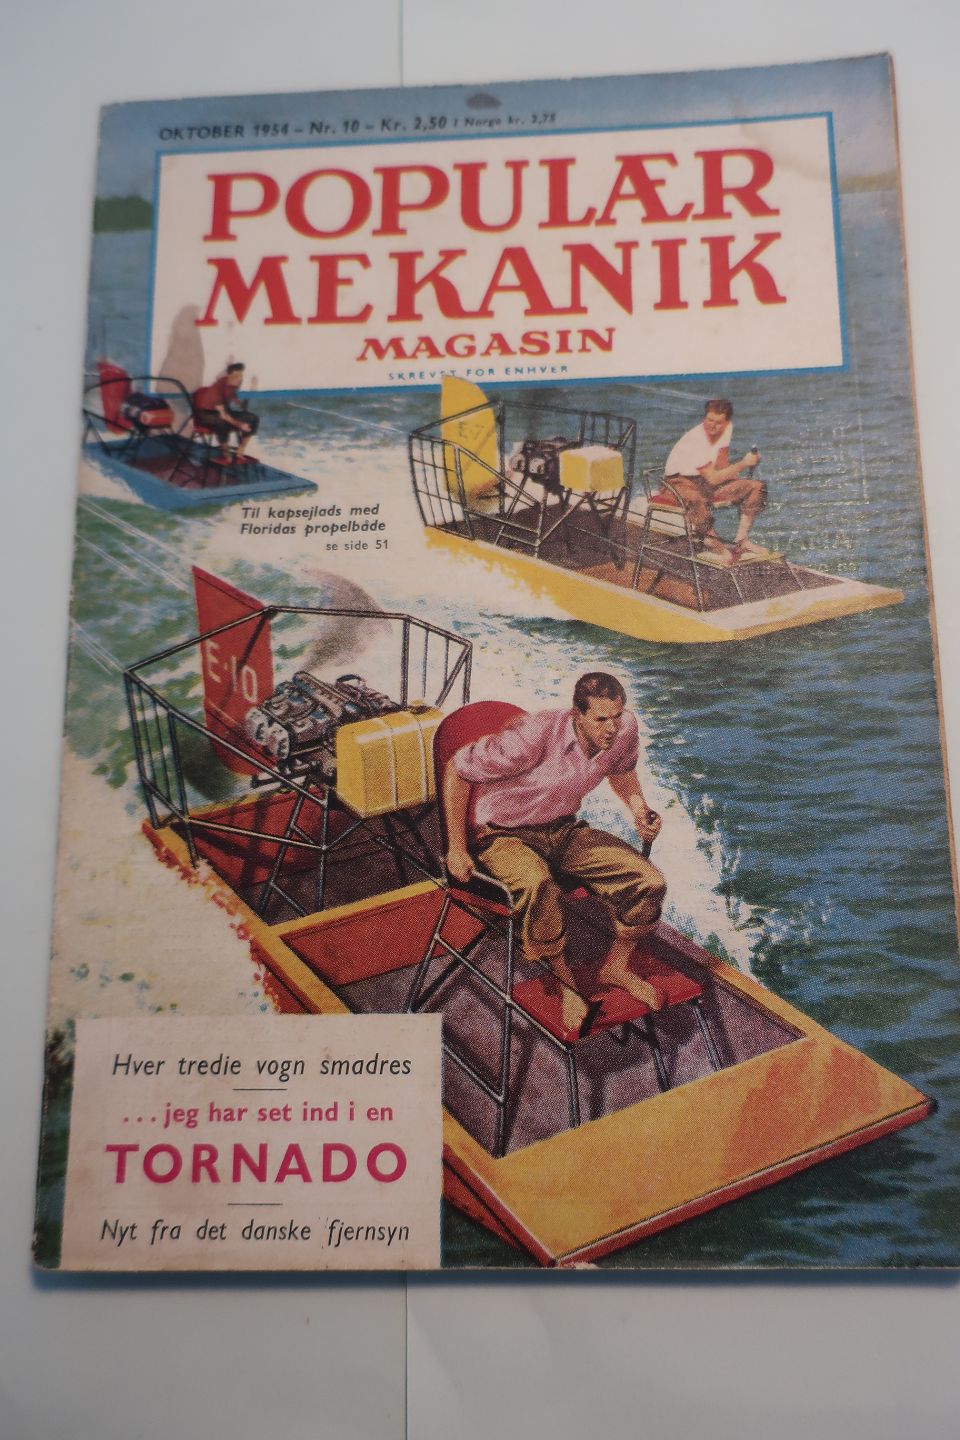 OKTOBER 1954 – Nr. 10 – Kr. 2,50 I Norge kr. 2,75
POPULÆR
MEKANIK
MAGASIN
SKREVET FOR ENHVER
E-7
Til kapsejlads med
Floridas propelbåde
se side 51
E-10
Hver tredie vogn smadres
...jeg har set ind i en
TORNADO
Nyt fra det danske fjernsyn